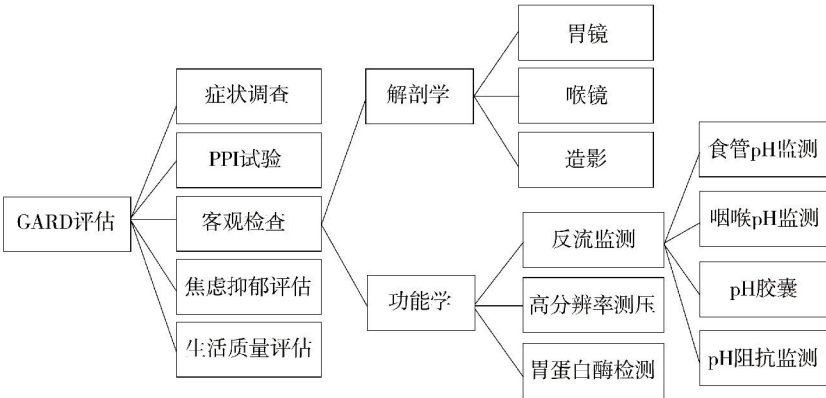 GARD评估
症状调查
PPI试验
客观检查
焦虑抑郁评估
生活质量评估
解剖学
功能学
胃镜
喉镜
造影
反流监测
高分辨率测压
胃蛋白酶检测
食管pH监测
咽喉pH监测
pH胶囊
pH阻抗监测